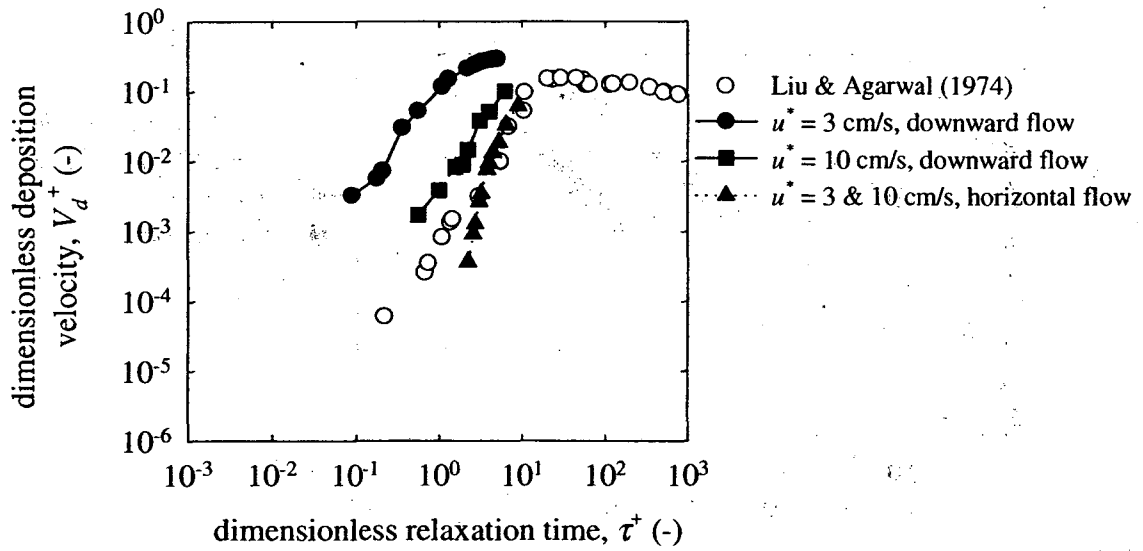 10^0
10^-1
10^-2
10^-3
10^-4
10^-5
10^-6
10^-3
10^-2
10^-1
10^0
10^1
10^2
10^3
dimensionless deposition
velocity, V_d^+ (-)
dimensionless relaxation time, τ^+ (-)
Liu & Agarwal (1974)
u^* = 3 cm/s, downward flow
u^* = 10 cm/s, downward flow
u^* = 3 & 10 cm/s, horizontal flow